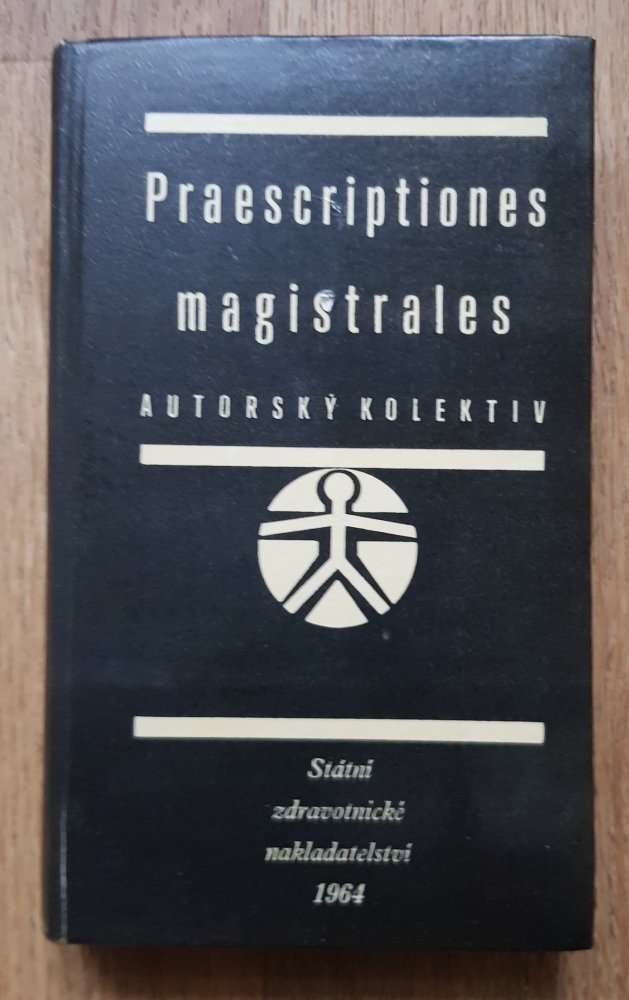 Praescriptiones
magistrales
AUTORSKÝ KOLEKTIV
Státní
zdravotnické
nakladatelství
1964